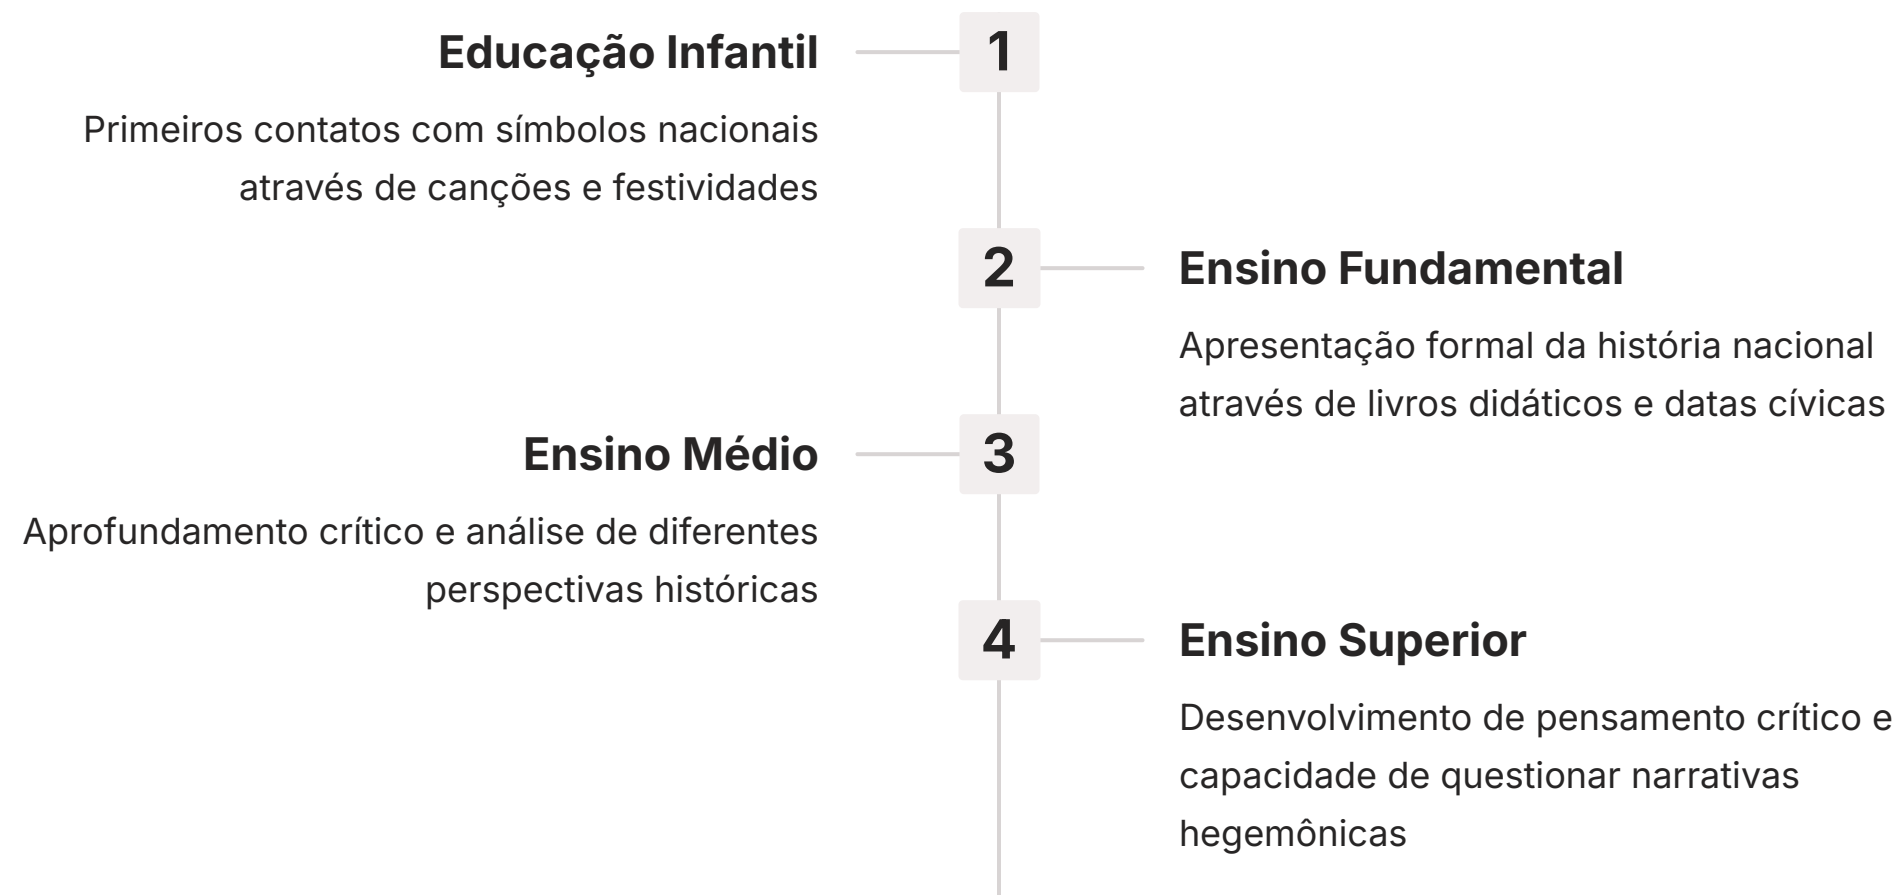 1
Educação Infantil
Primeiros contatos com símbolos nacionais
através de canções e festividades
2
Ensino Fundamental
Apresentação formal da história nacional
através de livros didáticos e datas cívicas
3
Ensino Médio
Aprofundamento crítico e análise de diferentes
perspectivas históricas
4
Ensino Superior
Desenvolvimento de pensamento crítico e
capacidade de questionar narrativas
hegemônicas